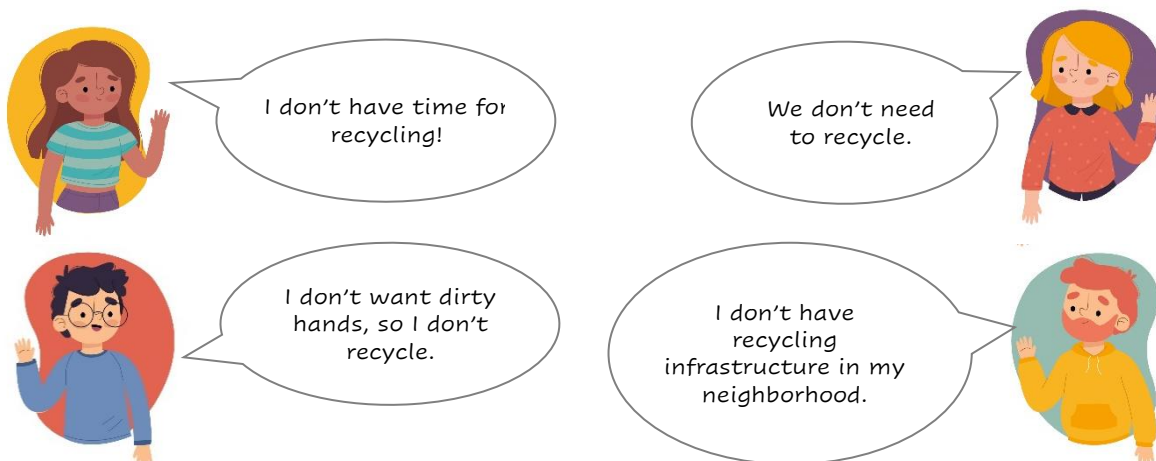 I don't have time for
recycling!
We don't need
to recycle.
I don't want dirty
hands, so I don't
recycle.
I don't have
recycling
infrastructure in my
neighborhood.